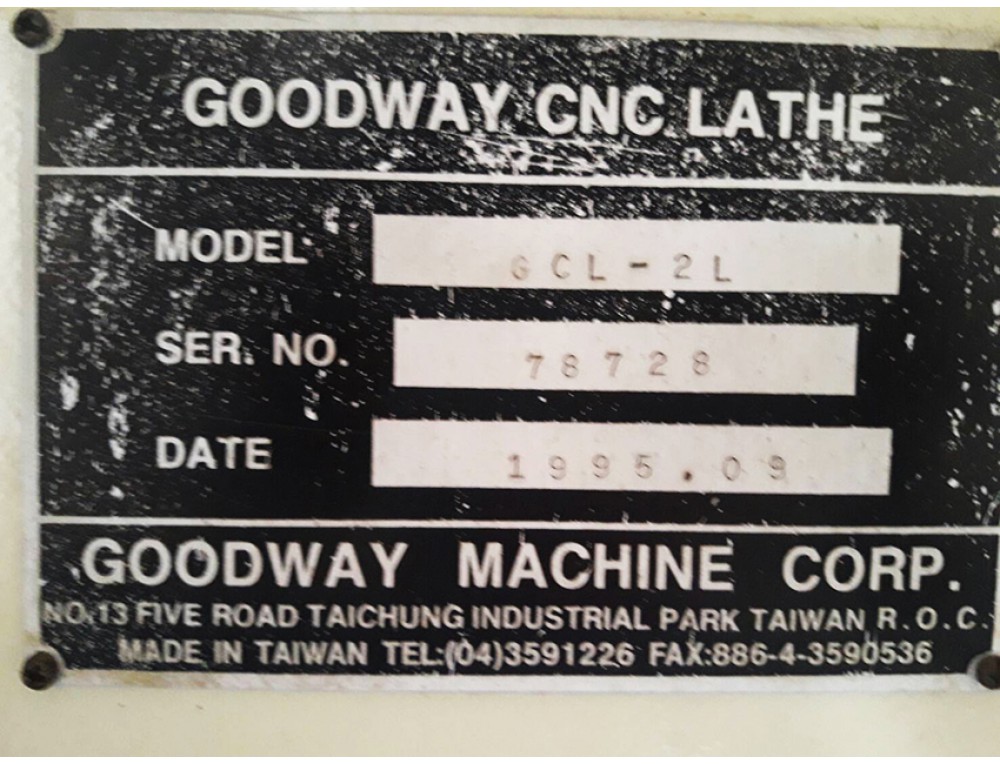 GOODWAY CNC LATHE
MODEL GCL-2L
SER. NO. 78728
DATE 1995.09
GOODWAY MACHINE CORP.
NO.13 FIVE ROAD TAICHUNG INDUSTRIAL PARK TAIWAN R.O.C.
MADE IN TAIWAN TEL:(04)3591226 FAX:886-4-3590536